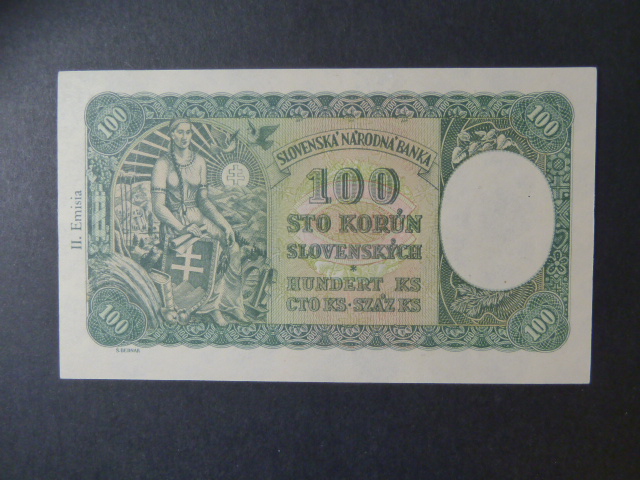 100
100
SLOVENSKÁ NÁRODNÁ BANKA
100
STO KORÚN
SLOVENSKÝCH
*
HUNDERT KS
CTO KS · SZÁZ KS
II. Emisia
100
100